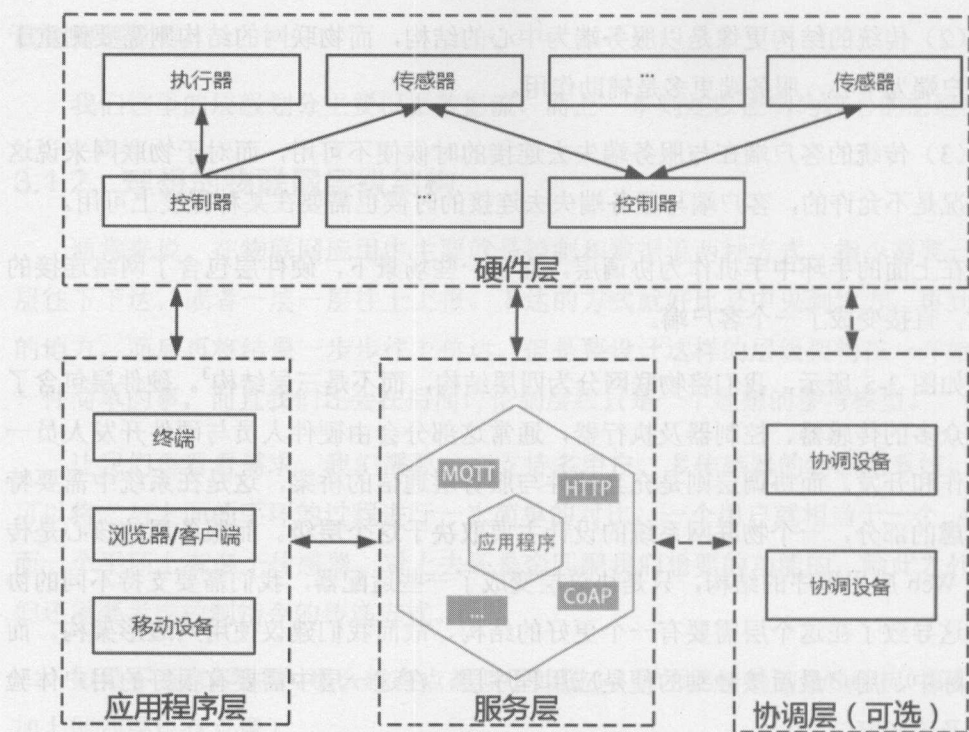 执行器
传感器
...
传感器
控制器
...
控制器
硬件层
终端
浏览器/客户端
移动设备
应用程序层
MQTT
HTTP
应用程序
...
CoAP
服务层
协调设备
协调设备
协调层（可选）